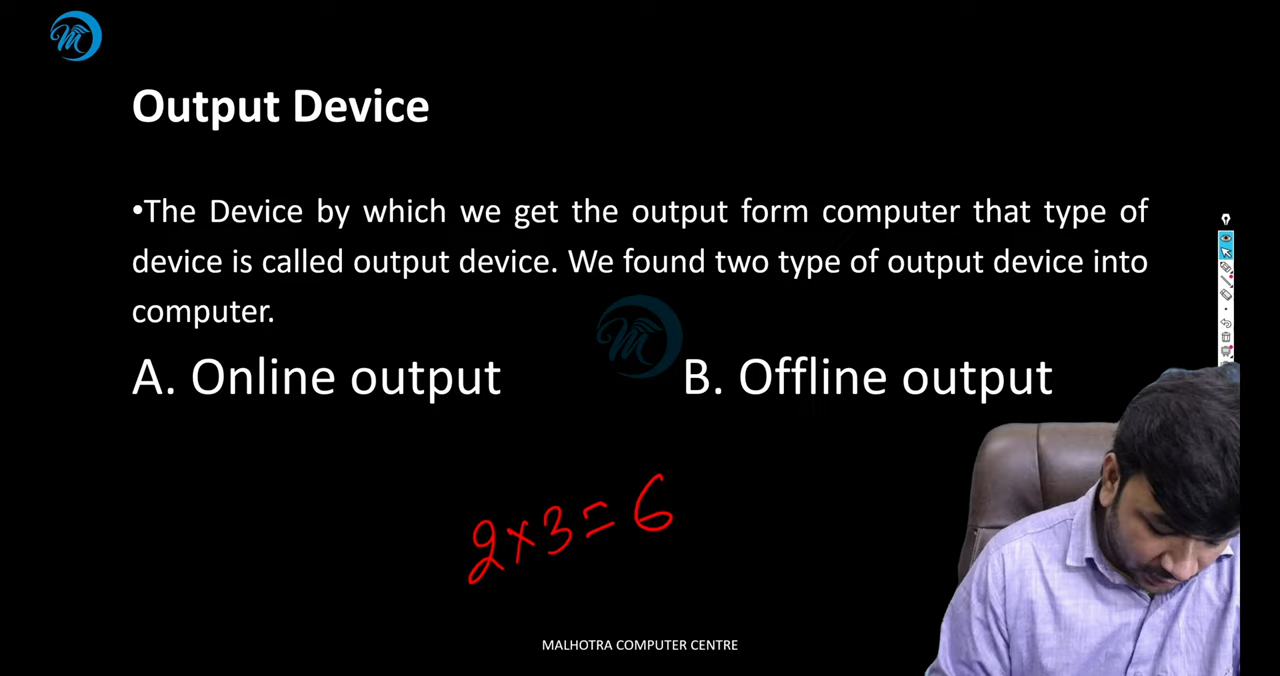 Output Device
•The Device by which we get the output form computer that type of
device is called output device. We found two type of output device into
computer.
A. Online output B. Offline output
2×3=6
MALHOTRA COMPUTER CENTRE